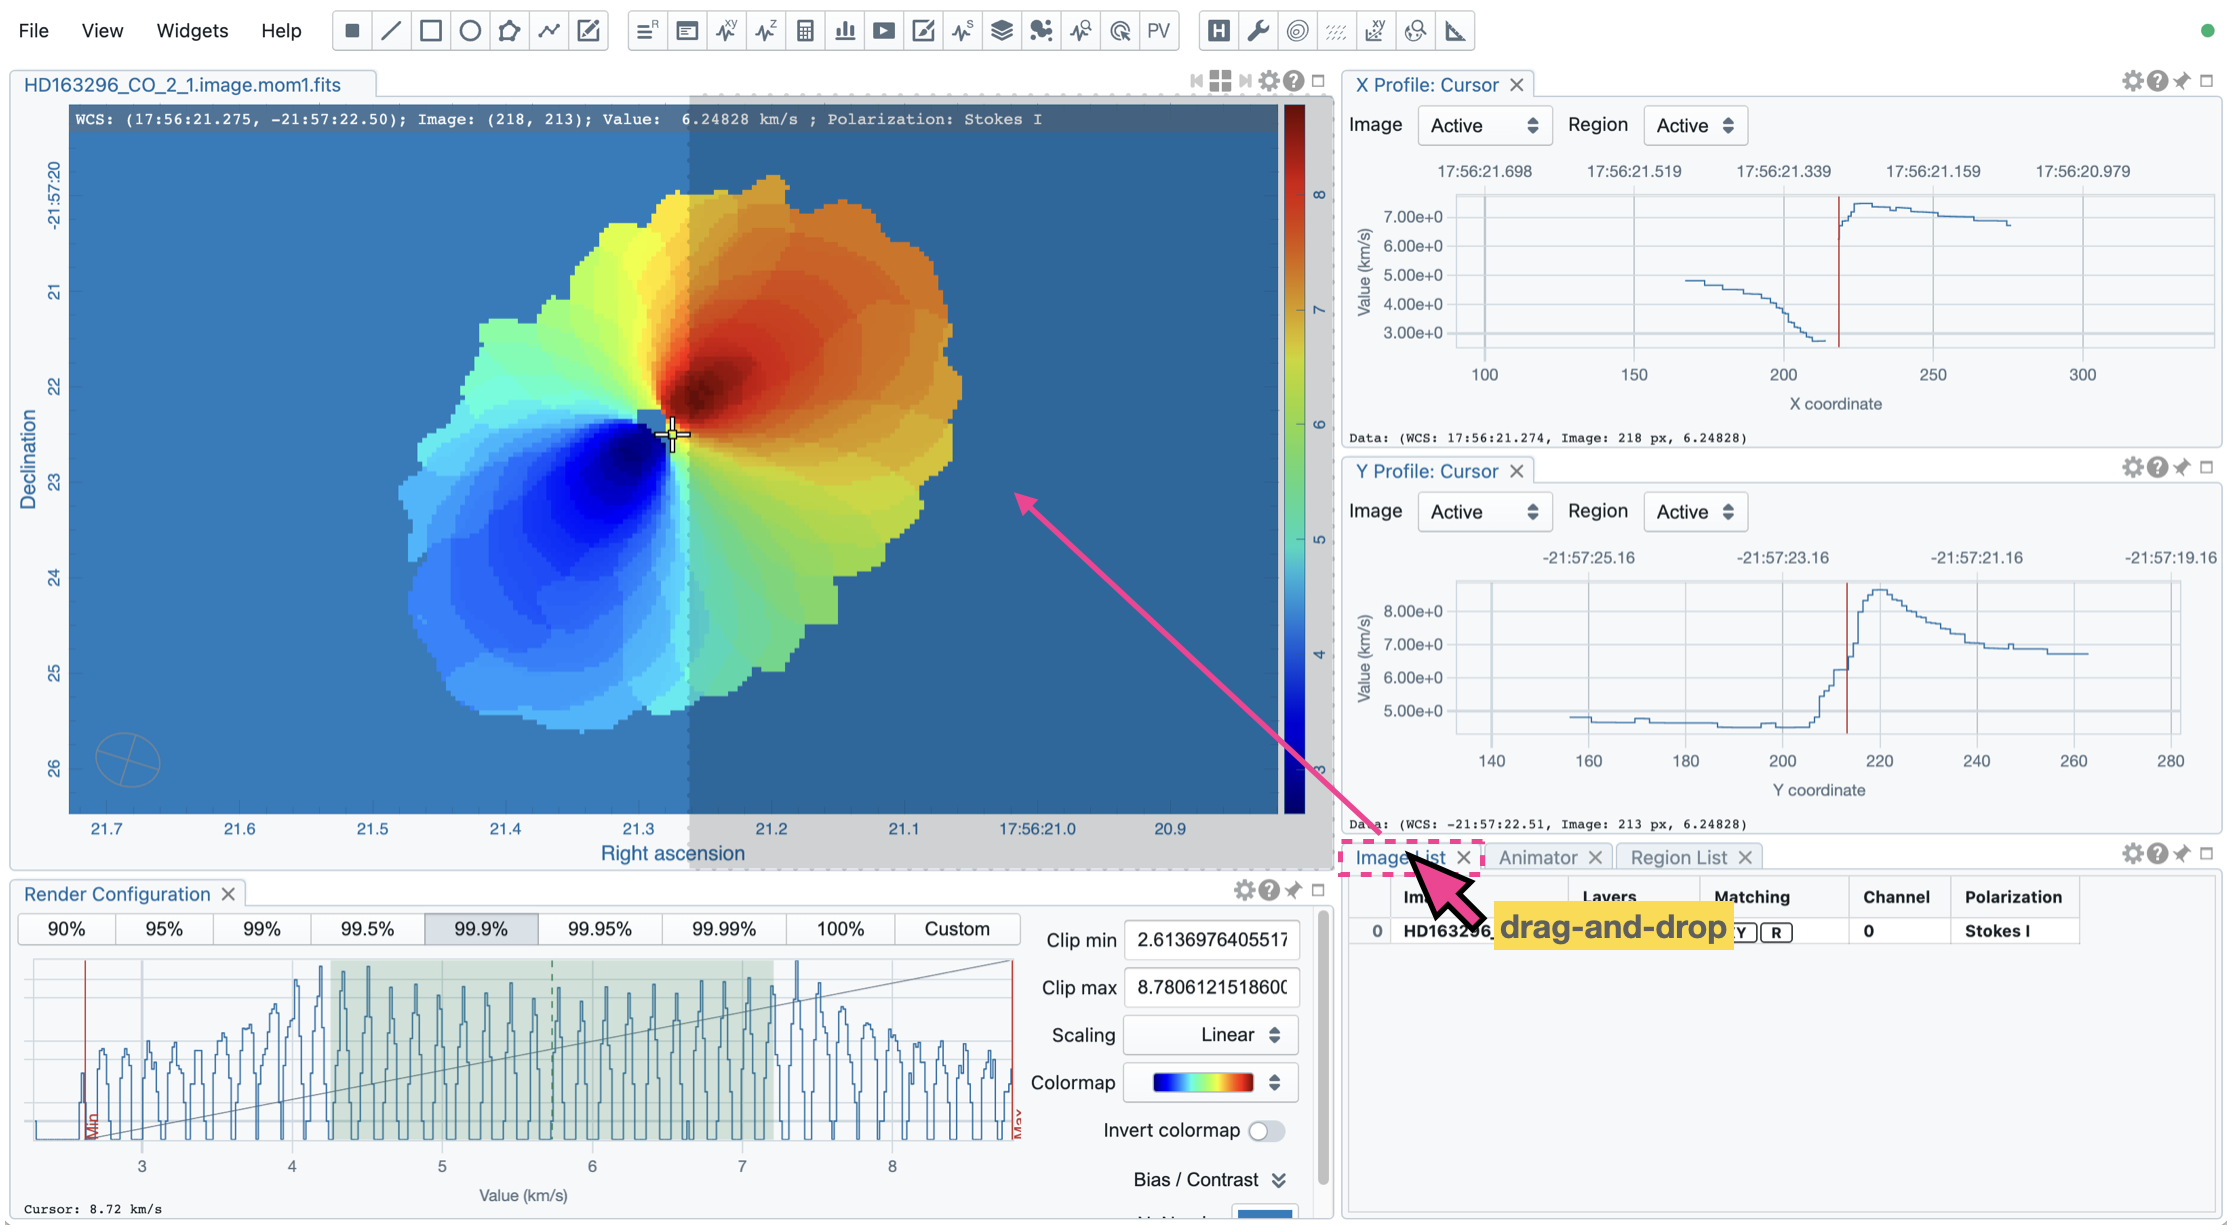 File View Widgets Help
PV
HD163296_CO_2_1.image.mom1.fits
WCS: (17:56:21.275, -21:57:22.50); Image: (218, 213); Value:  6.24828 km/s ; Polarization: Stokes I
-21:57:20
21
22
23
24
25
26
Declination
21.7 21.6 21.5 21.4 21.3 21.2 21.1 17:56:21.0 20.9
Right ascension
8
7
6
5
4
3
X Profile: Cursor
Image Active Region Active
17:56:21.698 17:56:21.519 17:56:21.339 17:56:21.159 17:56:20.979
7.00e+0
6.00e+0
5.00e+0
4.00e+0
3.00e+0
Value (km/s)
100 150 200 250 300
X coordinate
Data: (WCS: 17:56:21.274, Image: 218 px, 6.24828)
Y Profile: Cursor
Image Active Region Active
-21:57:25.16 -21:57:23.16 -21:57:21.16 -21:57:19.16
8.00e+0
7.00e+0
6.00e+0
5.00e+0
Value (km/s)
140 160 180 200 220 240 260 280
Y coordinate
Data: (WCS: -21:57:22.51, Image: 213 px, 6.24828)
Image List Animator Region List
Layers Matching Channel Polarization
0 HD163296_ Y R 0 Stokes I
drag-and-drop
Render Configuration
90% 95% 99% 99.5% 99.9% 99.95% 99.99% 100% Custom
Clip min 2.6136976405517
Clip max 8.7806121518600
Scaling Linear
Colormap
Invert colormap
Bias / Contrast
Min
Max
3 4 5 6 7 8
Value (km/s)
Cursor: 8.72 km/s